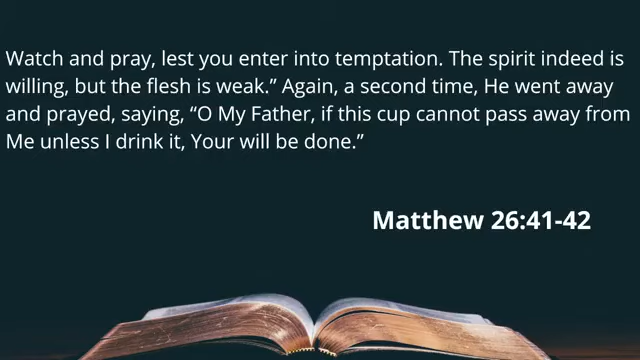 Watch and pray, lest you enter into temptation. The spirit indeed is
willing, but the flesh is weak.” Again, a second time, He went away
and prayed, saying, “O My Father, if this cup cannot pass away from
Me unless I drink it, Your will be done.”
Matthew 26:41-42